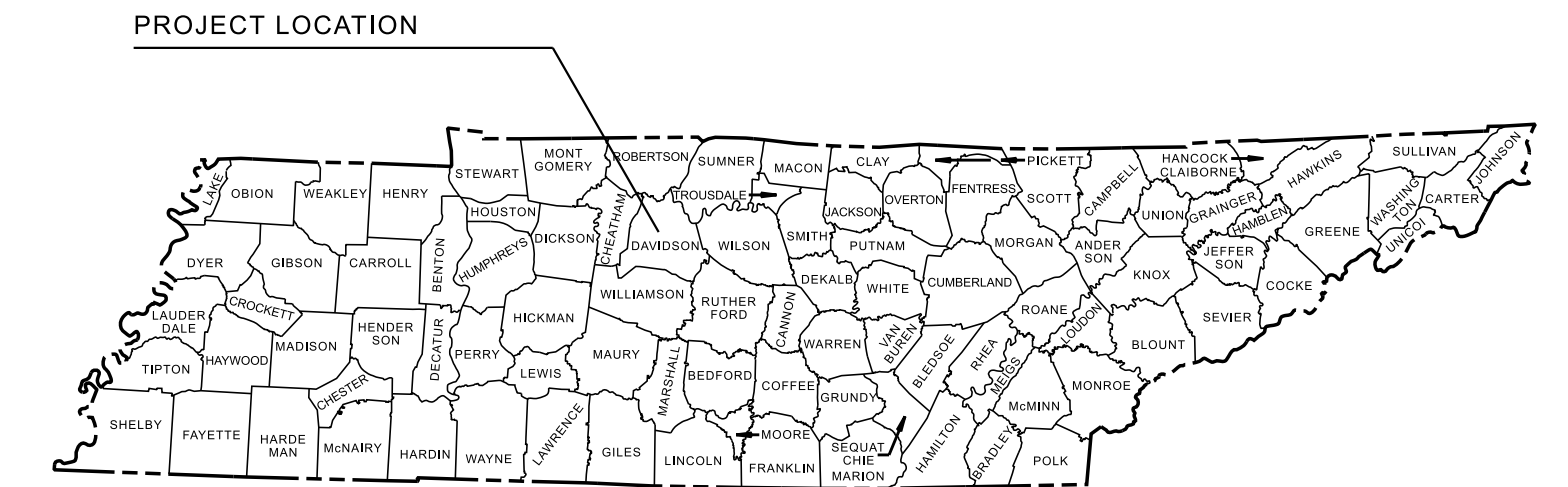 PROJECT LOCATION
STEWART
MONT
GOMERY
ROBERTSON
SUMNER
MACON
CLAY
PICKETT
HANCOCK
CLAIBORNE
HAWKINS
SULLIVAN
JOHNSON
LAKE
OBION
WEAKLEY
HENRY
HOUSTON
DICKSON
CHEATHAM
TROUSDALE
DAVIDSON
WILSON
SMITH
JACKSON
OVERTON
FENTRESS
SCOTT
CAMPBELL
UNION
GRAINGER
HAMBLEN
GREENE
WASHING
TON
CARTER
UNICOI
DYER
GIBSON
CARROLL
BENTON
HUMPHREYS
PUTNAM
MORGAN
ANDER
SON
KNOX
JEFFER
SON
COCKE
LAUDER
DALE
CROCKETT
HICKMAN
WILLIAMSON
RUTHER
FORD
CANNON
DEKALB
WHITE
CUMBERLAND
ROANE
LOUDON
SEVIER
TIPTON
HAYWOOD
MADISON
HENDER
SON
DECATUR
PERRY
LEWIS
MAURY
MARSHALL
BEDFORD
COFFEE
WARREN
VAN
BUREN
BLEDSOE
RHEA
MEIGS
BLOUNT
MONROE
McMINN
SHELBY
FAYETTE
HARDE
MAN
CHESTER
McNAIRY
HARDIN
WAYNE
LAWRENCE
GILES
LINCOLN
MOORE
FRANKLIN
GRUNDY
SEQUAT
CHIE
MARION
HAMILTON
BRADLEY
POLK